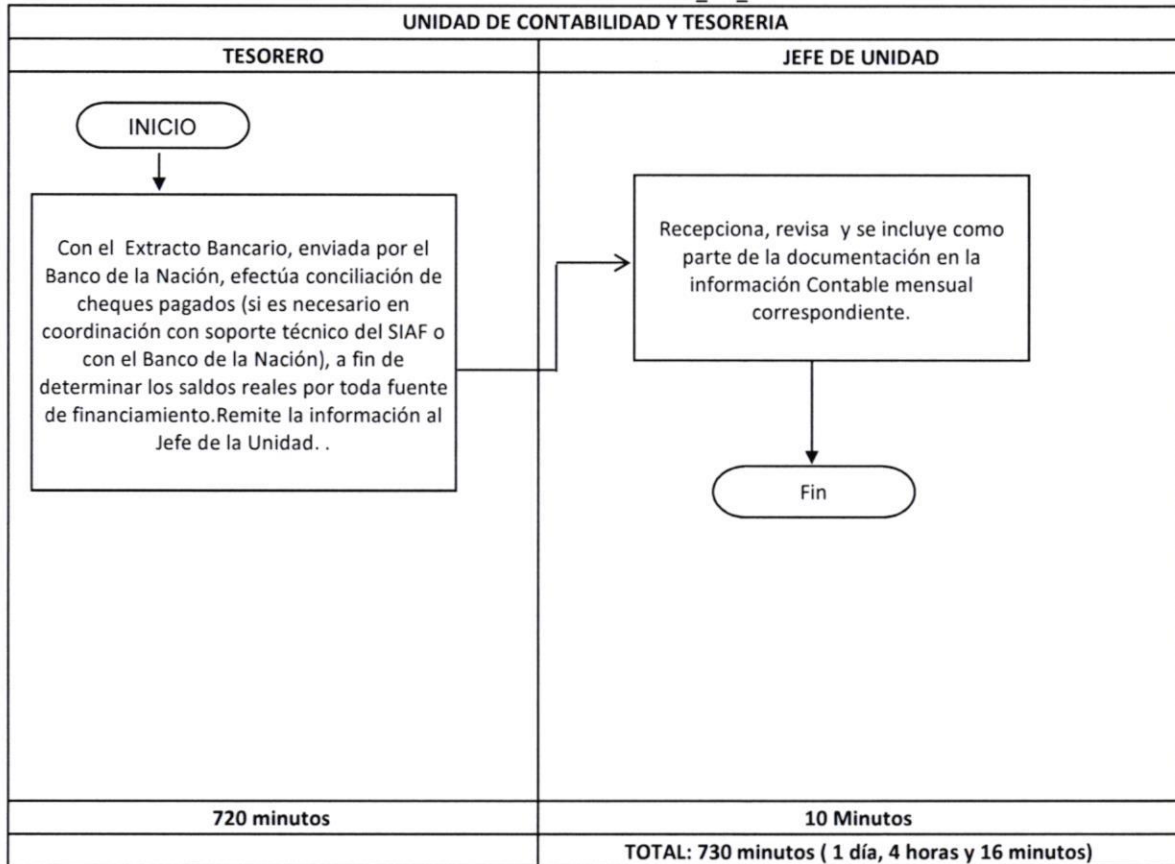 UNIDAD DE CONTABILIDAD Y TESORERIA
TESORERO
JEFE DE UNIDAD
INICIO
Con el Extracto Bancario, enviada por el
Banco de la Nación, efectúa conciliación de
cheques pagados (si es necesario en
coordinación con soporte técnico del SIAF o
con el Banco de la Nación), a fin de
determinar los saldos reales por toda fuente
de financiamiento.Remite la información al
Jefe de la Unidad. .
Recepciona, revisa y se incluye como
parte de la documentación en la
información Contable mensual
correspondiente.
Fin
720 minutos
10 Minutos
TOTAL: 730 minutos ( 1 día, 4 horas y 16 minutos)